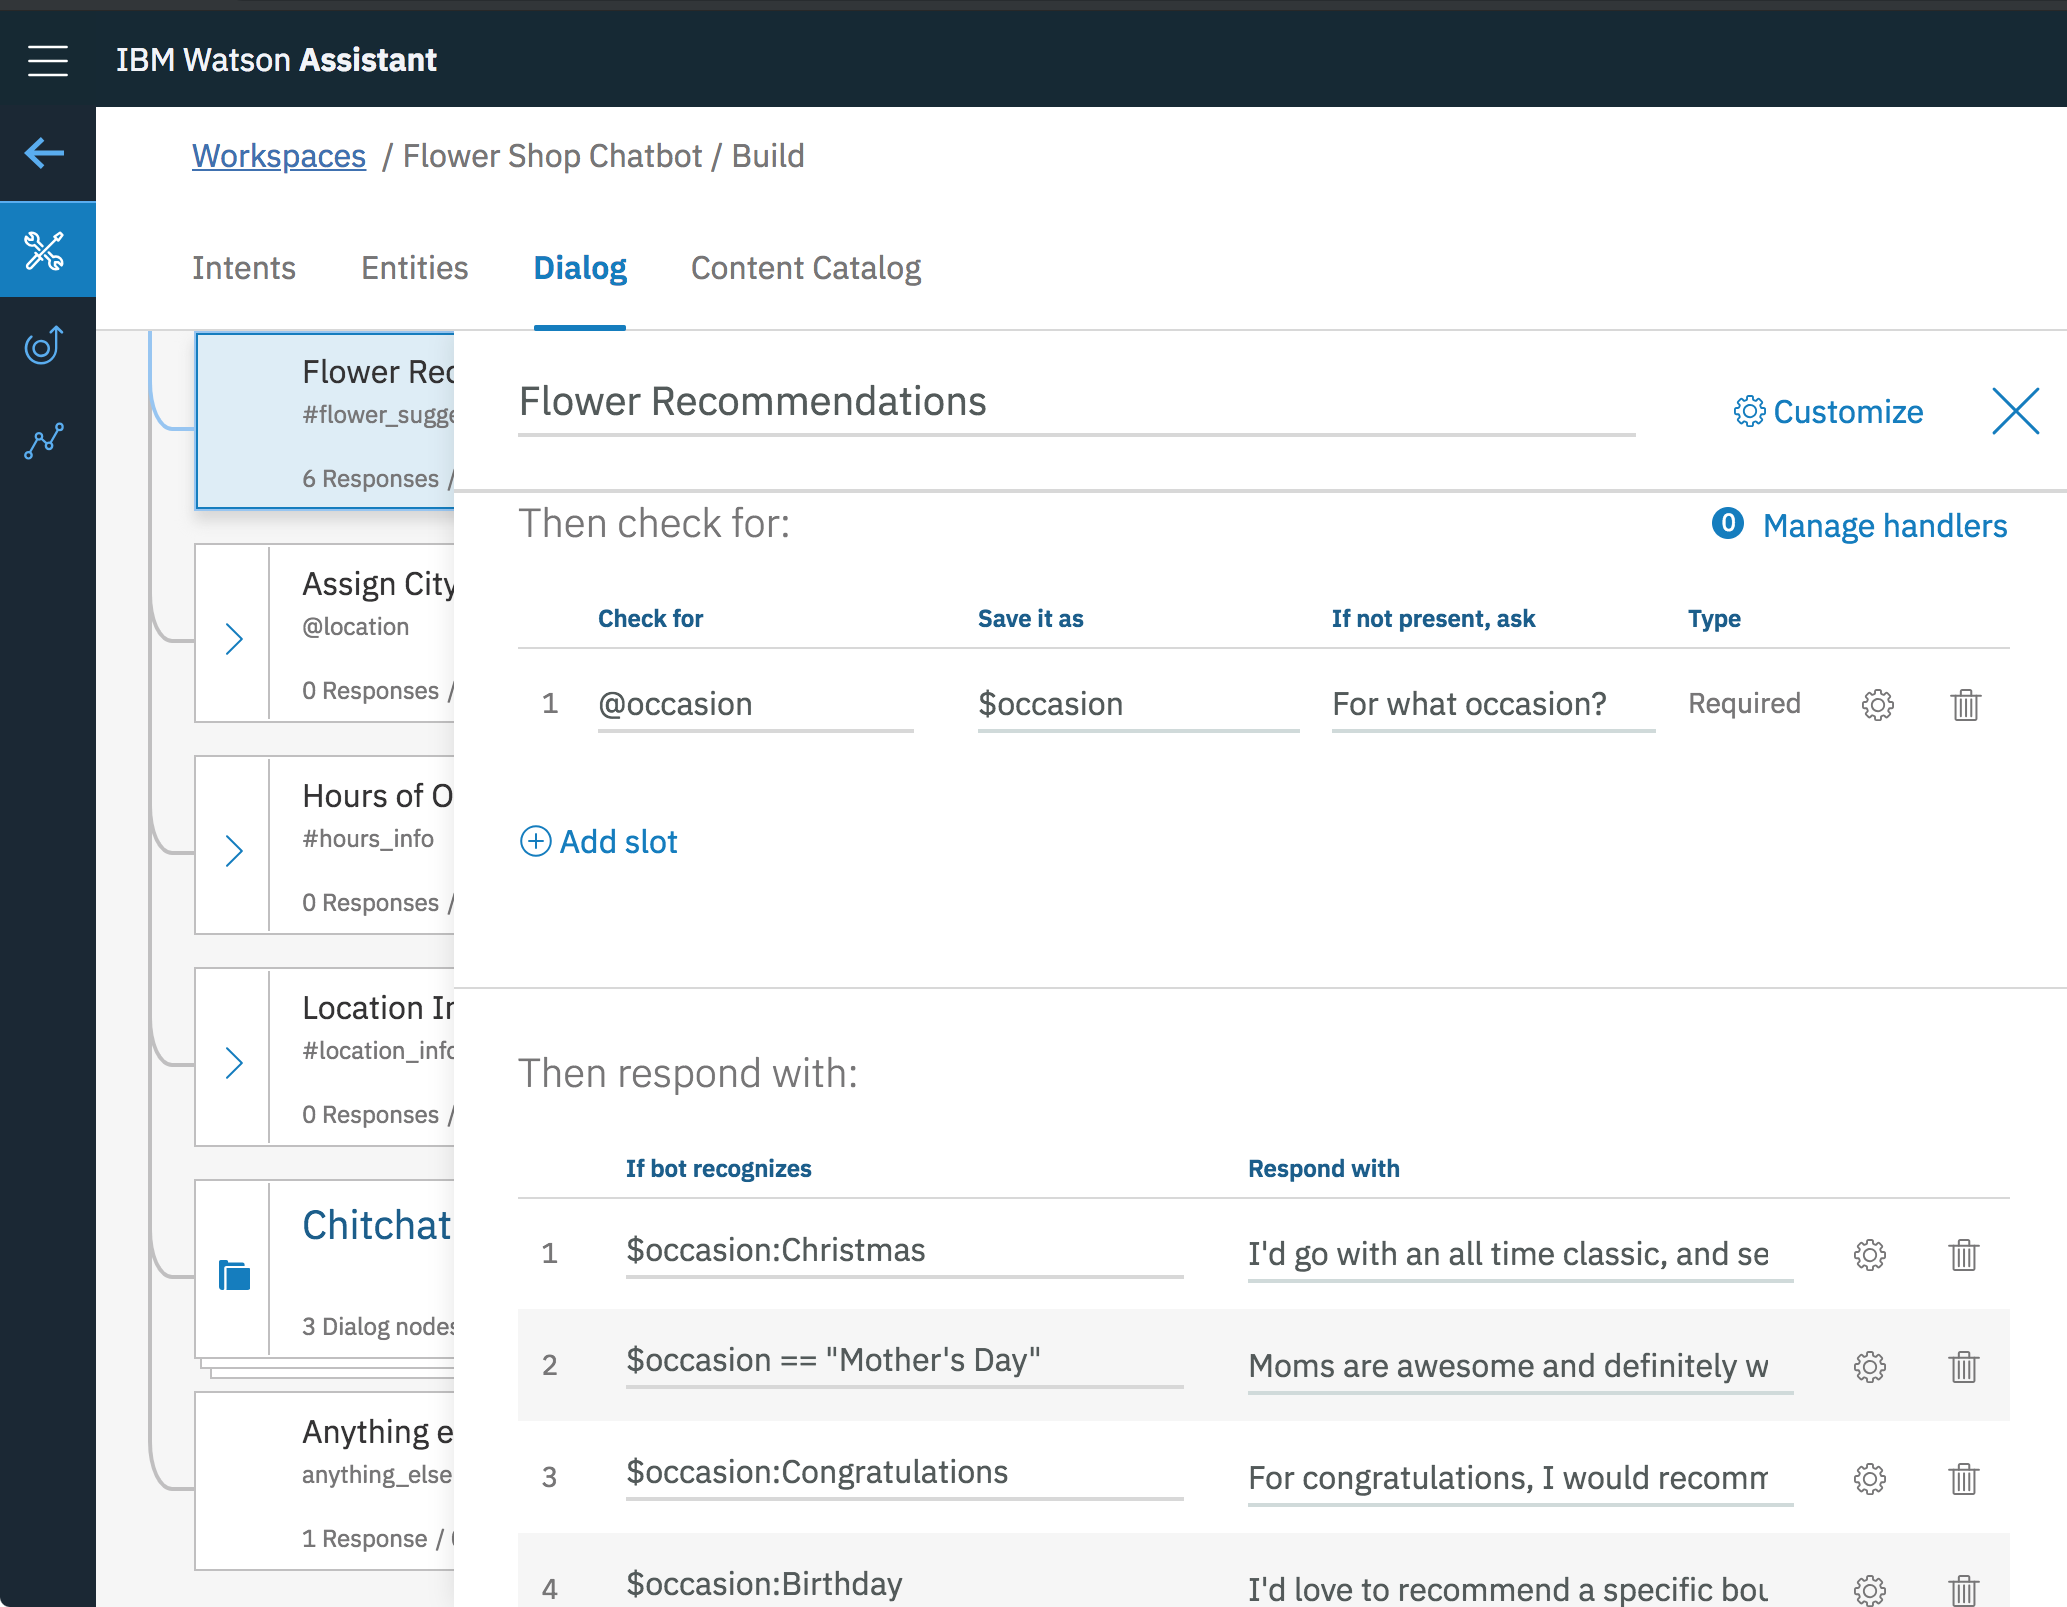 IBM Watson Assistant
Workspaces / Flower Shop Chatbot / Build
Intents Entities Dialog Content Catalog
Flower Rec
#flower_sugge
6 Responses /
Assign City
@location
0 Responses /
Hours of O
#hours_info
0 Responses /
Location In
#location_info
0 Responses /
Chitchat
3 Dialog nodes
Anything e
anything_else
1 Response /
Flower Recommendations
Customize
Then check for:
0 Manage handlers
Check for Save it as If not present, ask Type
1 @occasion $occasion For what occasion? Required
Add slot
Then respond with:
If bot recognizes Respond with
1 $occasion:Christmas I'd go with an all time classic, and se
2 $occasion == "Mother's Day" Moms are awesome and definitely w
3 $occasion:Congratulations For congratulations, I would recomm
4 $occasion:Birthday I'd love to recommend a specific bou